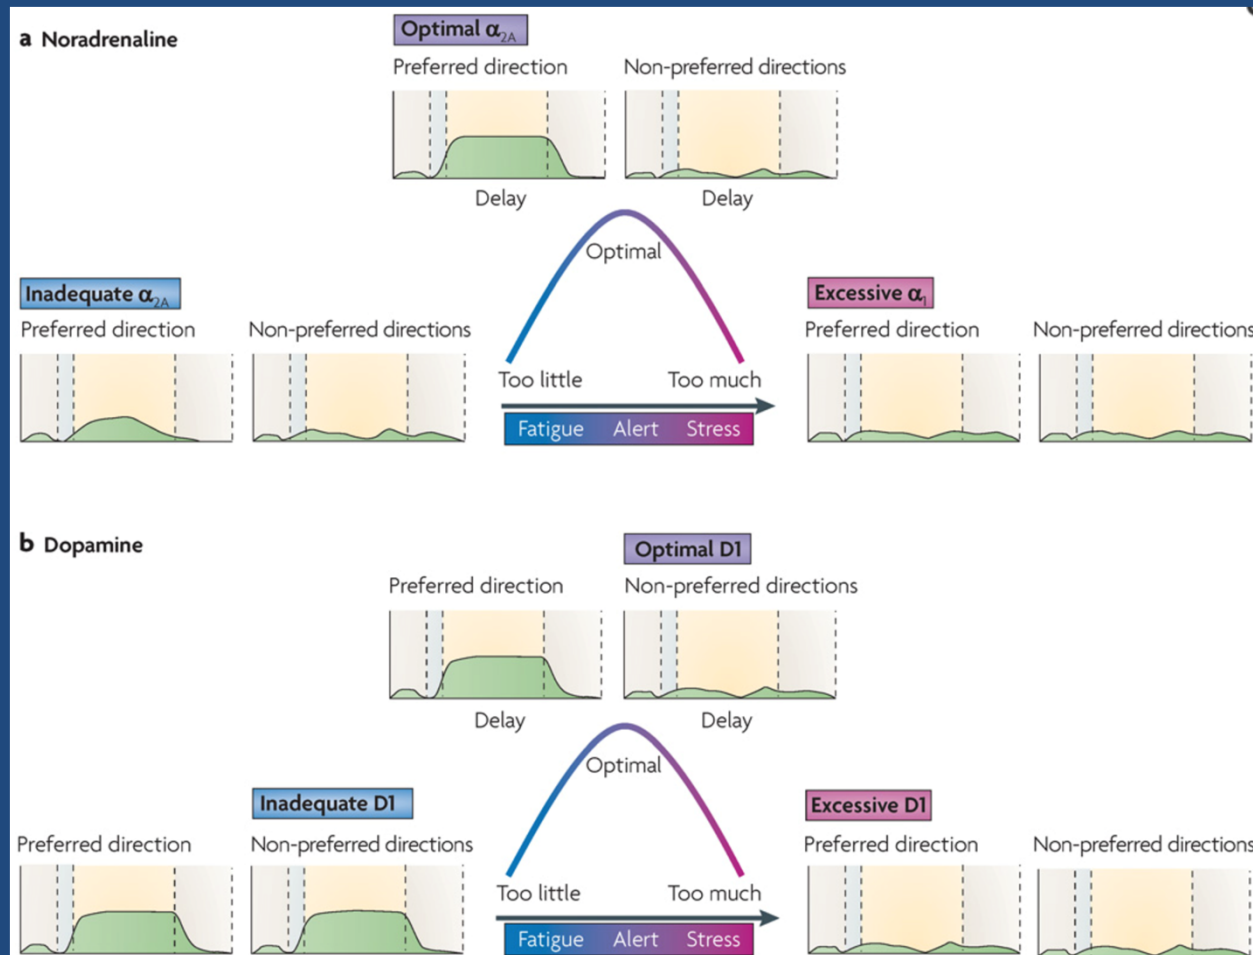 a Noradrenaline
Optimal α2A
Preferred direction
Non-preferred directions
Delay
Delay
Optimal
Inadequate α2A
Preferred direction
Non-preferred directions
Excessive α1
Preferred direction
Non-preferred directions
Too little
Too much
Fatigue Alert Stress
b Dopamine
Optimal D1
Preferred direction
Non-preferred directions
Delay
Delay
Optimal
Inadequate D1
Preferred direction
Non-preferred directions
Excessive D1
Preferred direction
Non-preferred directions
Too little
Too much
Fatigue Alert Stress